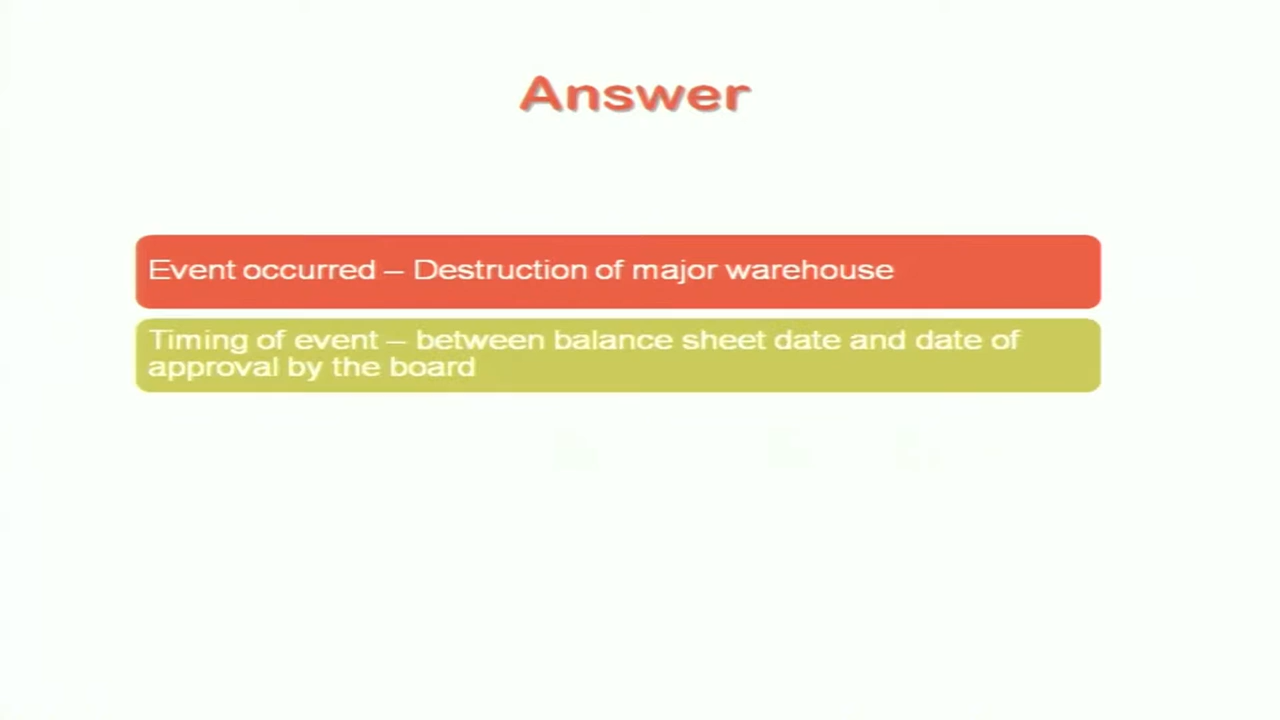 Answer
Event occurred – Destruction of major warehouse
Timing of event – between balance sheet date and date of
approval by the board